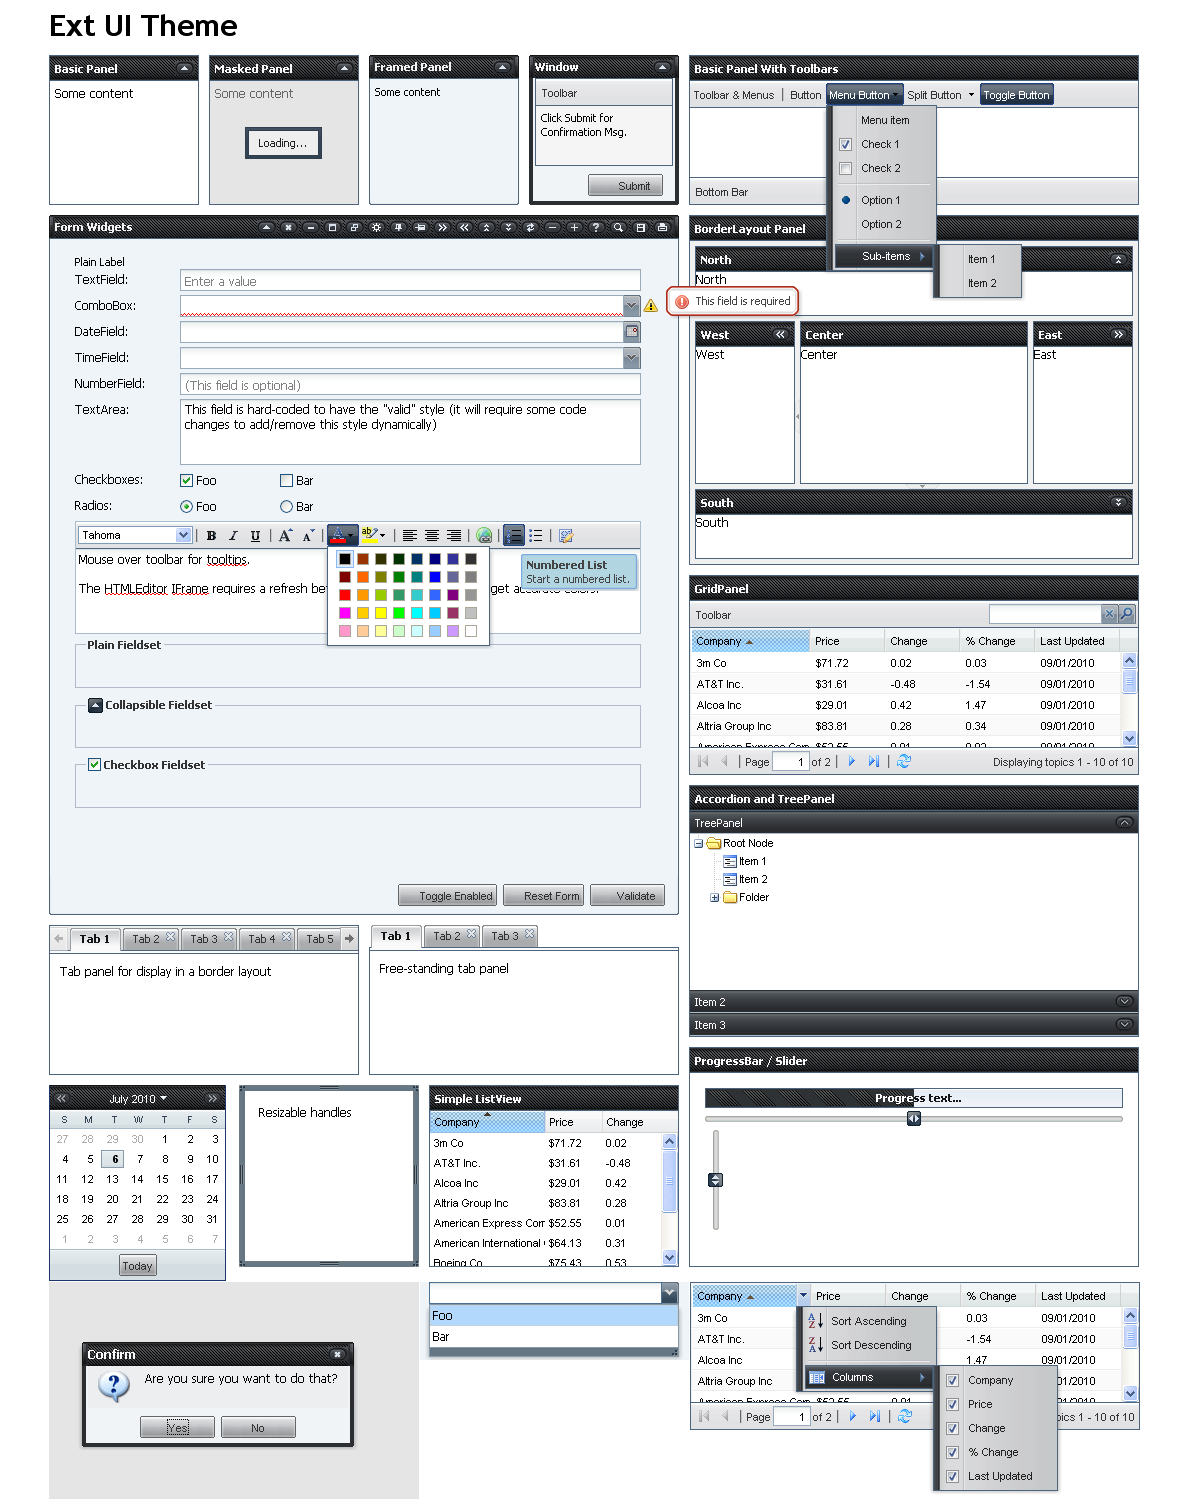 Ext UI Theme
Basic Panel
Some content
Masked Panel
Some content
Loading...
Framed Panel
Some content
Window
Toolbar
Click Submit for
Confirmation Msg.
Submit
Basic Panel With Toolbars
Toolbar & Menus Button Menu Button Split Button Toggle Button
Menu item
Check 1
Check 2
Option 1
Option 2
Sub-items
Item 1
Item 2
Bottom Bar
Form Widgets
Plain Label
TextField: Enter a value
ComboBox:
This field is required
DateField:
TimeField:
NumberField: (This field is optional)
TextArea: This field is hard-coded to have the "valid" style (it will require some code
changes to add/remove this style dynamically)
Checkboxes: Foo Bar
Radios: Foo Bar
Tahoma B I U A A A ab
Mouse over toolbar for tooltips.
The HTMLEditor IFrame requires a refresh be
get accurate colors.
Numbered List
Start a numbered list.
Plain Fieldset
Collapsible Fieldset
Checkbox Fieldset
Toggle Enabled Reset Form Validate
BorderLayout Panel
North
North
West
West
Center
Center
East
East
South
South
GridPanel
Toolbar
Company Price Change % Change Last Updated
3m Co $71.72 0.02 0.03 09/01/2010
AT&T Inc. $31.61 -0.48 -1.54 09/01/2010
Alcoa Inc $29.01 0.42 1.47 09/01/2010
Altria Group Inc $83.81 0.28 0.34 09/01/2010
American Express Com $52.55 0.01 0.02 09/01/2010
Page 1 of 2 Displaying topics 1 - 10 of 10
Accordion and TreePanel
TreePanel
Root Node
Item 1
Item 2
Folder
Item 2
Item 3
Tab 1 Tab 2 Tab 3 Tab 4 Tab 5
Tab panel for display in a border layout
Tab 1 Tab 2 Tab 3
Free-standing tab panel
ProgressBar / Slider
Progress text...
July 2010
S M T W T F S
27 28 29 30 1 2 3
4 5 6 7 8 9 10
11 12 13 14 15 16 17
18 19 20 21 22 23 24
25 26 27 28 29 30 31
1 2 3 4 5 6 7
Today
Resizable handles
Simple ListView
Company Price Change
3m Co $71.72 0.02
AT&T Inc. $31.61 -0.48
Alcoa Inc $29.01 0.42
Altria Group Inc $83.81 0.28
American Express Com $52.55 0.01
American International $64.13 0.31
Boeing Co. $75.43 0.53
Confirm
Are you sure you want to do that?
Yes No
Foo
Bar
Company Price Change % Change Last Updated
3m Co 0.03 09/01/2010
AT&T Inc. -1.54 09/01/2010
Alcoa Inc 1.47 09/01/2010
Altria Group Inc 01/2010
Sort Ascending
Sort Descending
Columns
Company
Price
Change
% Change
Last Updated
Page 1 of 2 pics 1 - 10 of 10